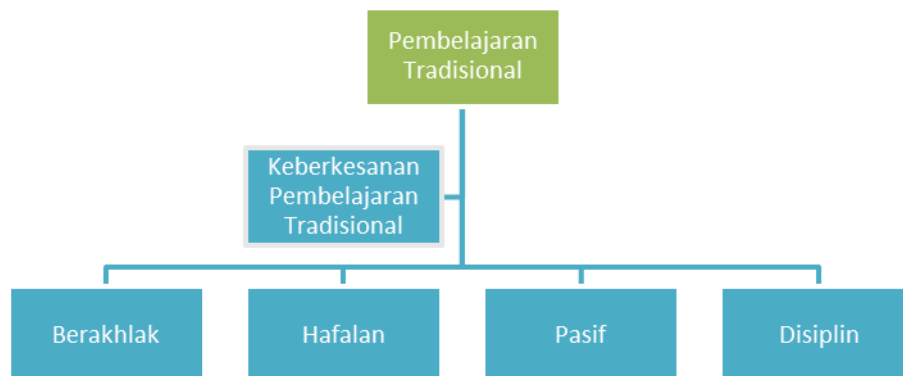 Pembelajaran
Tradisional
Keberkesanan
Pembelajaran
Tradisional
Berakhlak
Hafalan
Pasif
Disiplin